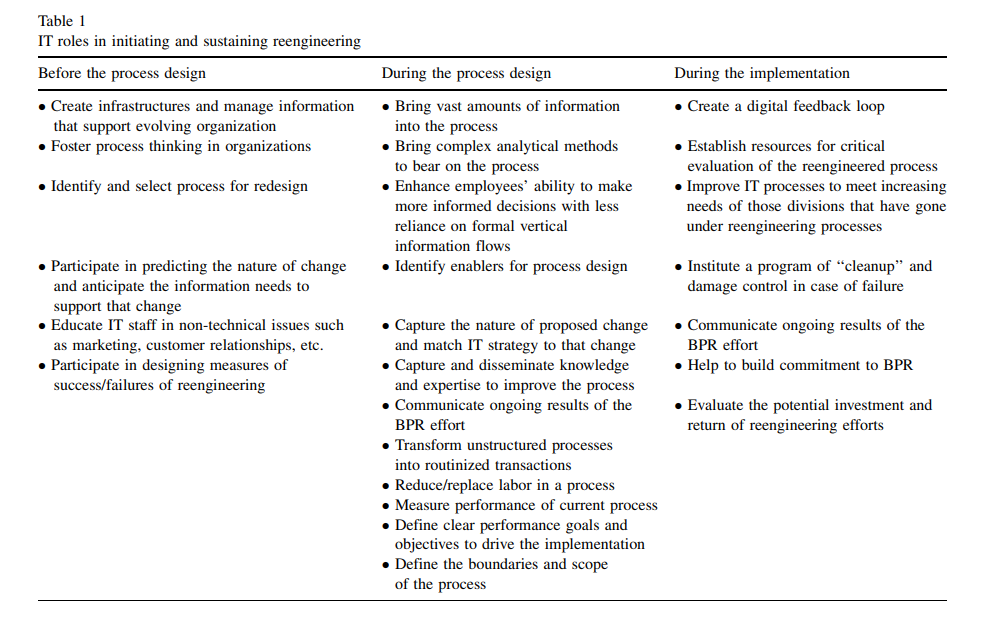 Table 1
IT roles in initiating and sustaining reengineering
Before the process design
• Create infrastructures and manage information
that support evolving organization
• Foster process thinking in organizations
• Identify and select process for redesign
• Participate in predicting the nature of change
and anticipate the information needs to
support that change
• Educate IT staff in non-technical issues such
as marketing, customer relationships, etc.
• Participate in designing measures of
success/failures of reengineering
During the process design
• Bring vast amounts of information
into the process
• Bring complex analytical methods
to bear on the process
• Enhance employees’ ability to make
more informed decisions with less
reliance on formal vertical
information flows
• Identify enablers for process design
• Capture the nature of proposed change
and match IT strategy to that change
• Capture and disseminate knowledge
and expertise to improve the process
• Communicate ongoing results of the
BPR effort
• Transform unstructured processes
into routinized transactions
• Reduce/replace labor in a process
• Measure performance of current process
• Define clear performance goals and
objectives to drive the implementation
• Define the boundaries and scope
of the process
During the implementation
• Create a digital feedback loop
• Establish resources for critical
evaluation of the reengineered process
• Improve IT processes to meet increasing
needs of those divisions that have gone
under reengineering processes
• Institute a program of ‘‘cleanup’’ and
damage control in case of failure
• Communicate ongoing results of the
BPR effort
• Help to build commitment to BPR
• Evaluate the potential investment and
return of reengineering efforts